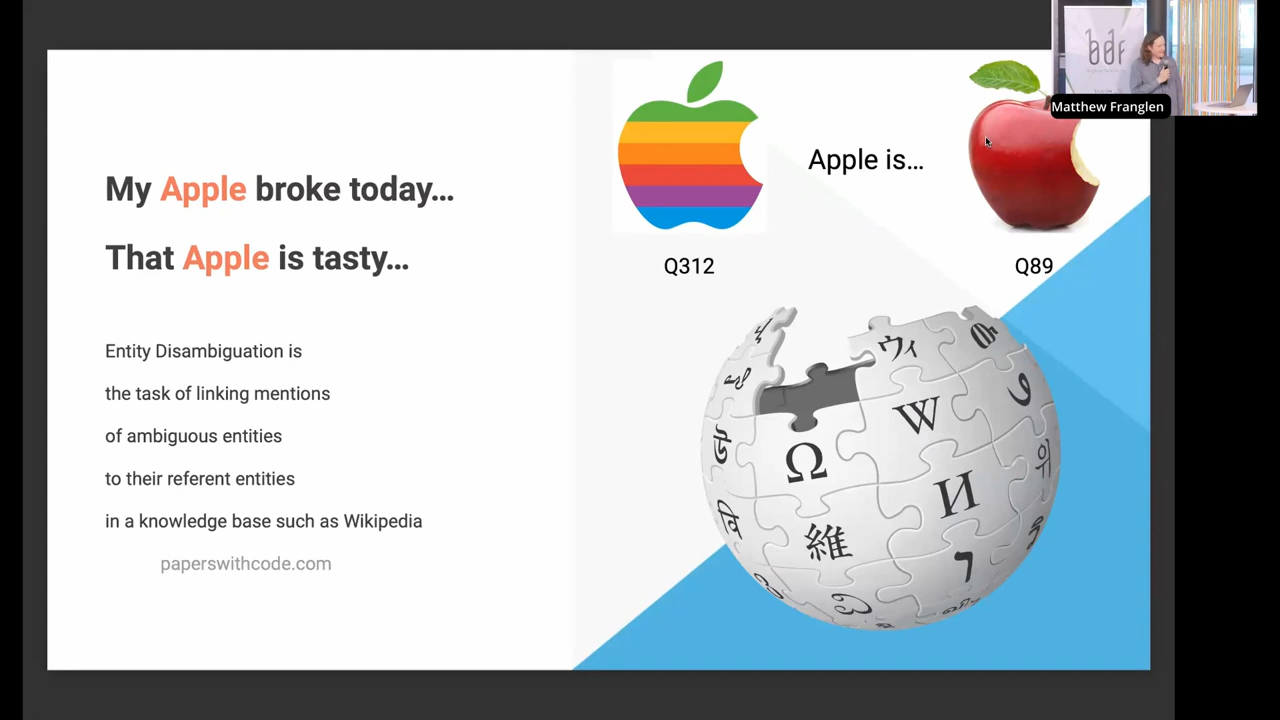 My Apple broke today...
That Apple is tasty...
Entity Disambiguation is
the task of linking mentions
of ambiguous entities
to their referent entities
in a knowledge base such as Wikipedia
paperswithcode.com
Apple is...
Q312
Q89
ウィ
W
Ω
И
維
위
bdf
Matthew Franglen